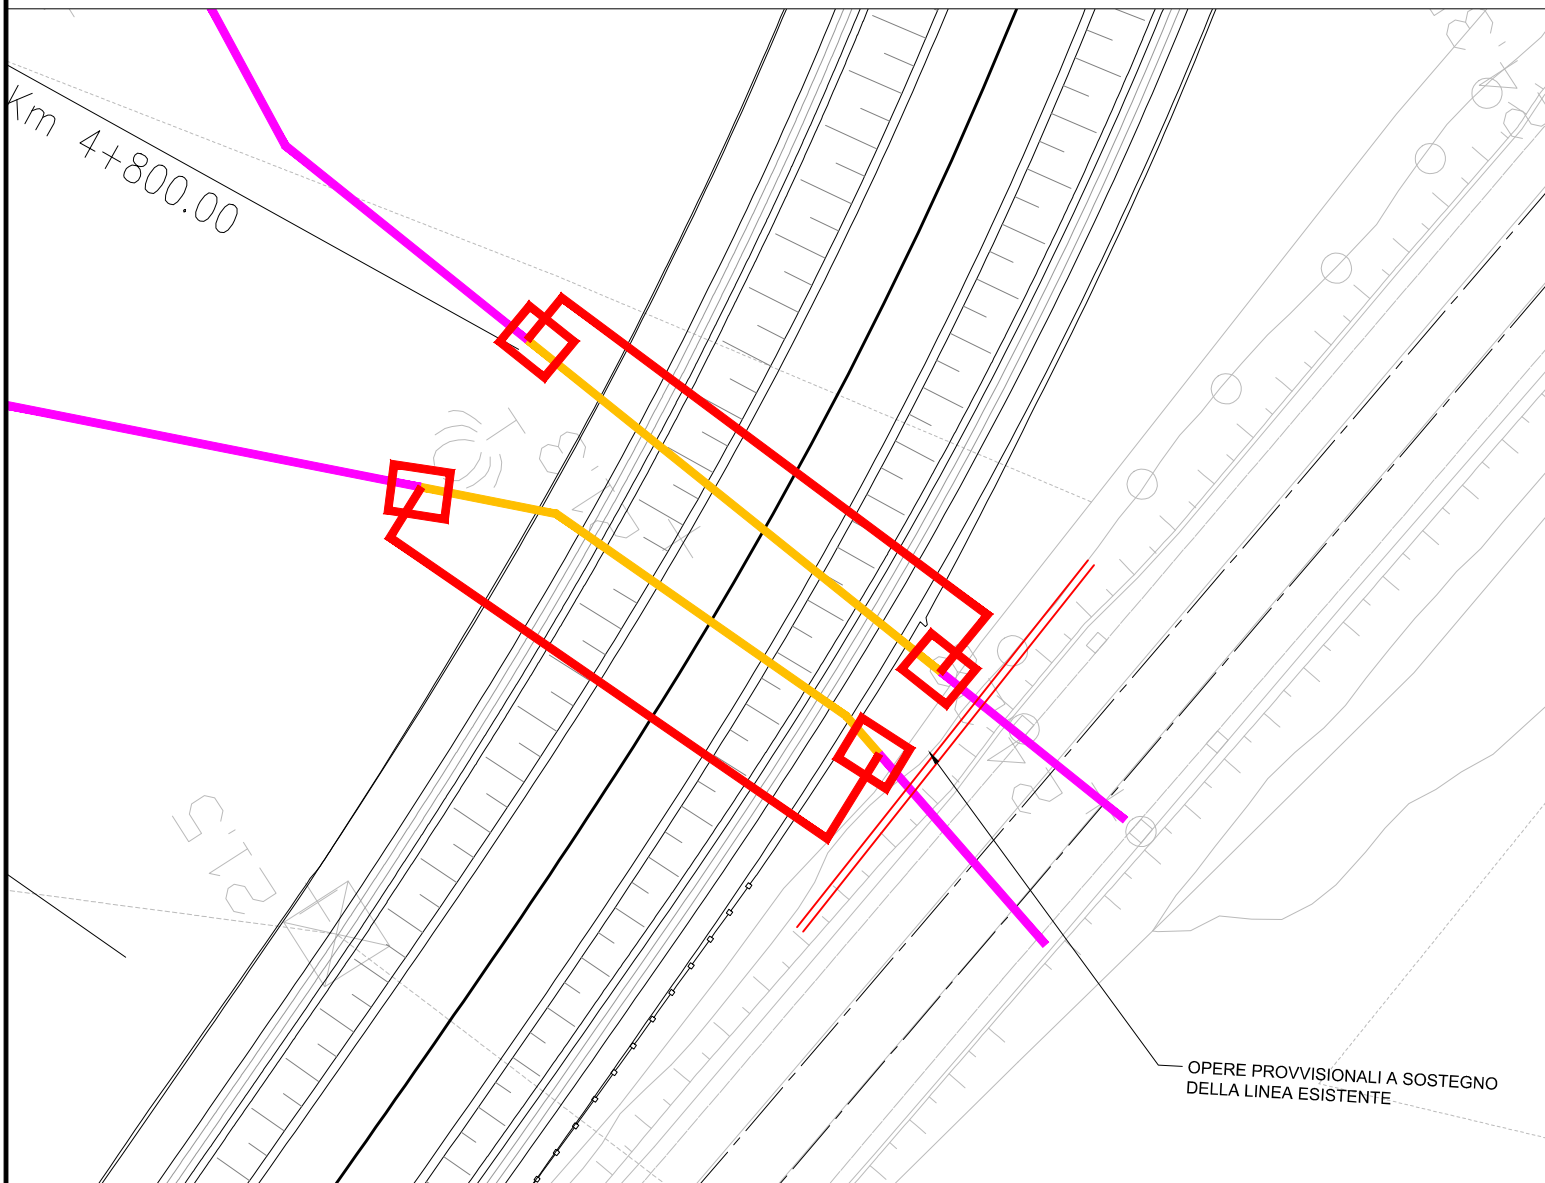 Km 4+800.00
OPERE PROVVISIONALI A SOSTEGNO
DELLA LINEA ESISTENTE